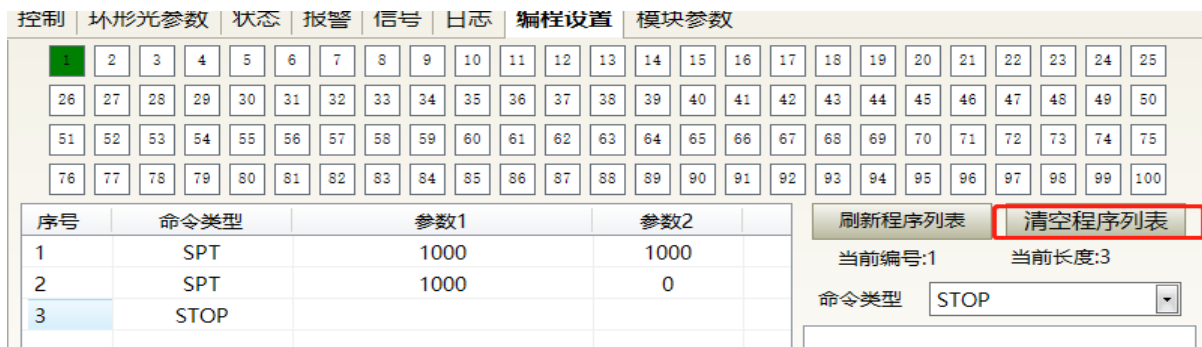 控制 环形光参数 状态 报警 信号 日志 编程设置 模块参数
1 2 3 4 5 6 7 8 9 10 11 12 13 14 15 16 17 18 19 20 21 22 23 24 25
26 27 28 29 30 31 32 33 34 35 36 37 38 39 40 41 42 43 44 45 46 47 48 49 50
51 52 53 54 55 56 57 58 59 60 61 62 63 64 65 66 67 68 69 70 71 72 73 74 75
76 77 78 79 80 81 82 83 84 85 86 87 88 89 90 91 92 93 94 95 96 97 98 99 100
序号 命令类型 参数1 参数2
1 SPT 1000 1000
2 SPT 1000 0
3 STOP
刷新程序列表 清空程序列表
当前编号:1 当前长度:3
命令类型 STOP